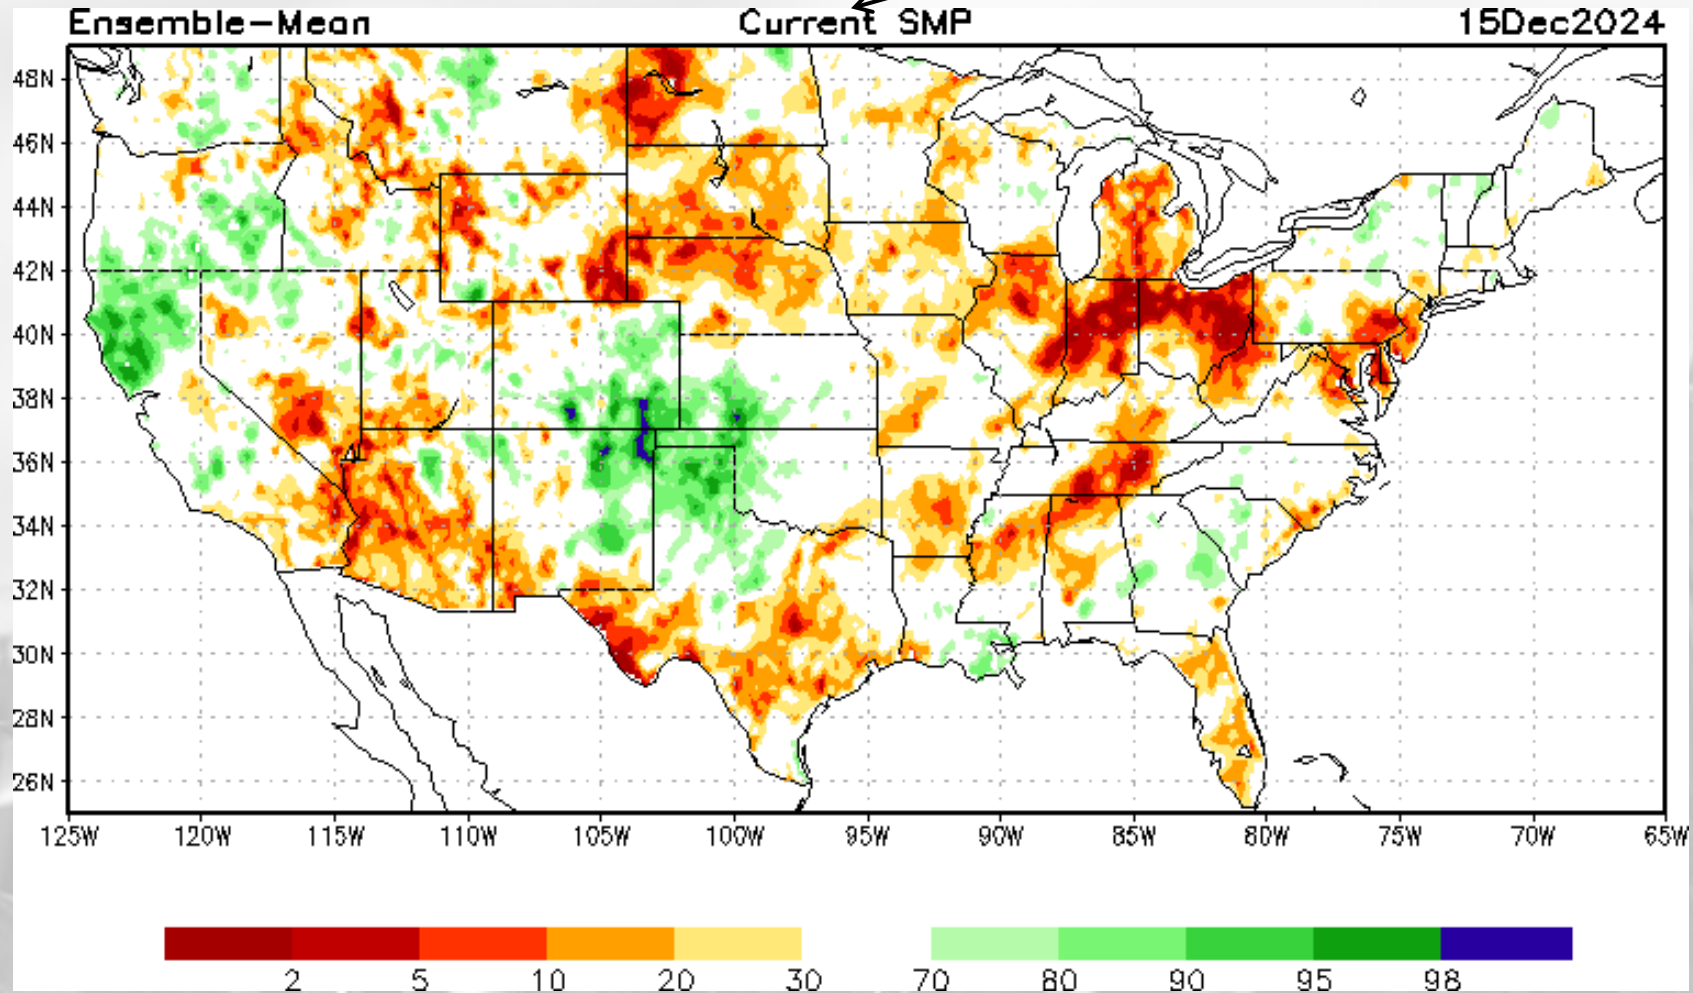 Ensemble-Mean Current SMP 15Dec2024
48N
46N
44N
42N
40N
38N
36N
34N
32N
30N
28N
26N
125W 120W 115W 110W 105W 100W 95W 90W 85W 80W 75W 70W 65W
2 5 10 20 30 70 80 90 95 98